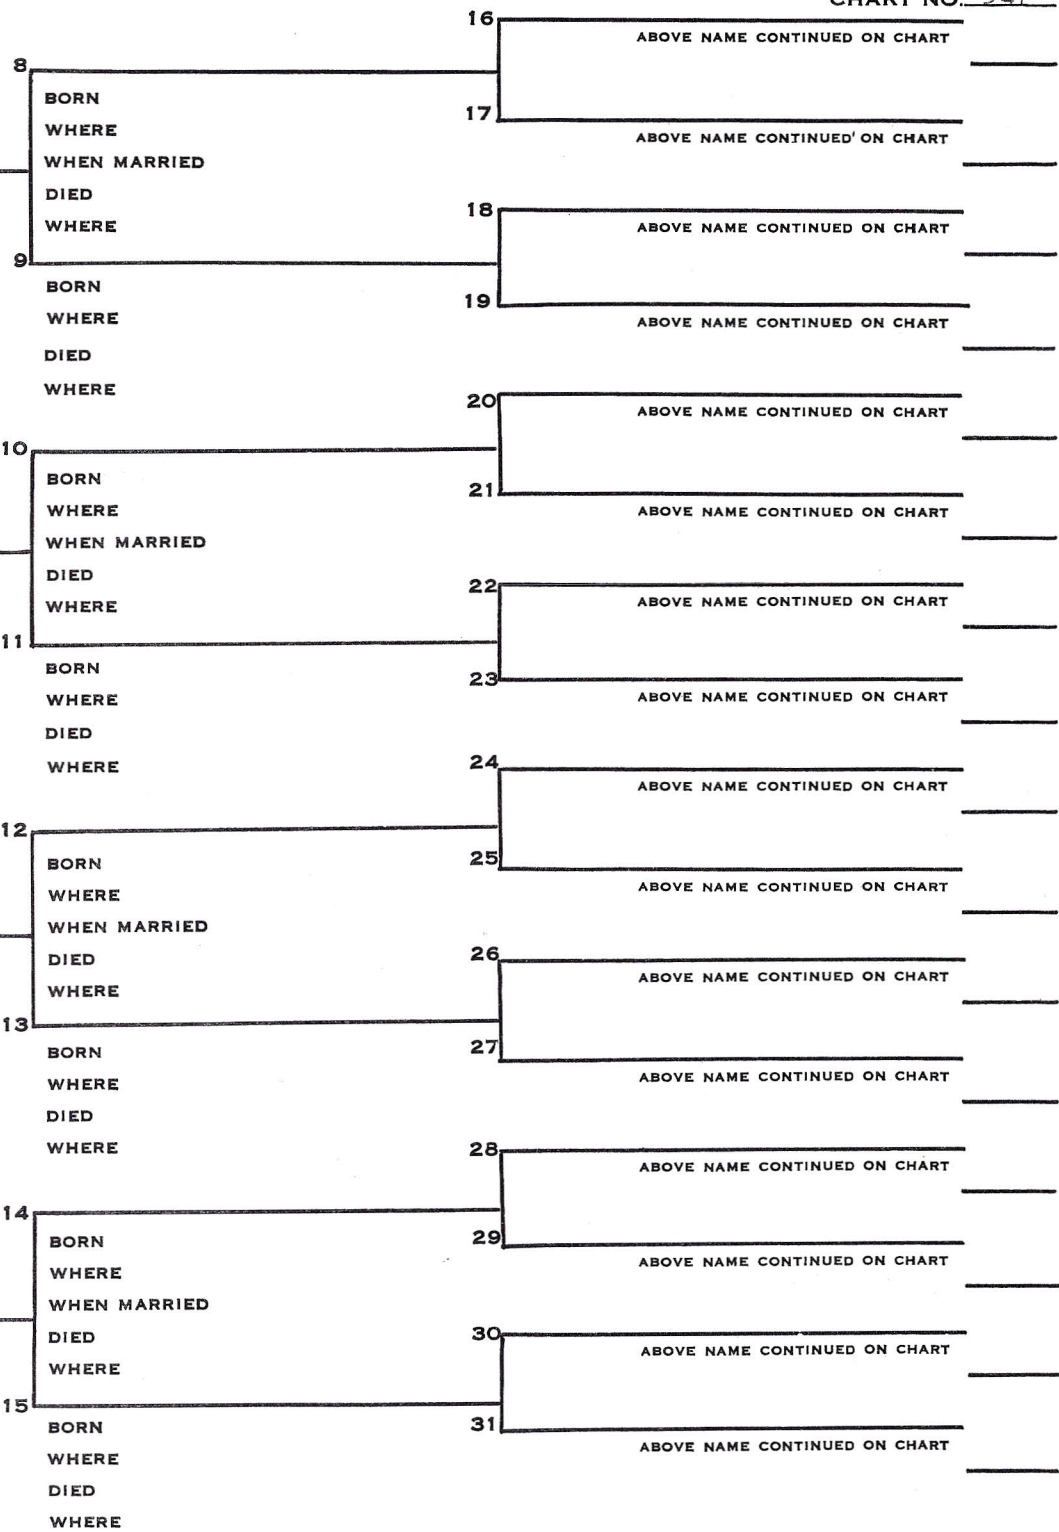 CHART NO.
16
ABOVE NAME CONTINUED ON CHART
8
BORN
WHERE
WHEN MARRIED
DIED
WHERE
17
ABOVE NAME CONTINUED' ON CHART
18
ABOVE NAME CONTINUED ON CHART
9
BORN
WHERE
DIED
WHERE
19
ABOVE NAME CONTINUED ON CHART
20
ABOVE NAME CONTINUED ON CHART
10
BORN
WHERE
WHEN MARRIED
DIED
WHERE
21
ABOVE NAME CONTINUED ON CHART
22
ABOVE NAME CONTINUED ON CHART
11
BORN
WHERE
DIED
WHERE
23
ABOVE NAME CONTINUED ON CHART
24
ABOVE NAME CONTINUED ON CHART
12
BORN
WHERE
WHEN MARRIED
DIED
WHERE
25
ABOVE NAME CONTINUED ON CHART
26
ABOVE NAME CONTINUED ON CHART
13
BORN
WHERE
DIED
WHERE
27
ABOVE NAME CONTINUED ON CHART
28
ABOVE NAME CONTINUED ON CHART
14
BORN
WHERE
WHEN MARRIED
DIED
WHERE
29
ABOVE NAME CONTINUED ON CHART
30
ABOVE NAME CONTINUED ON CHART
15
BORN
WHERE
DIED
WHERE
31
ABOVE NAME CONTINUED ON CHART